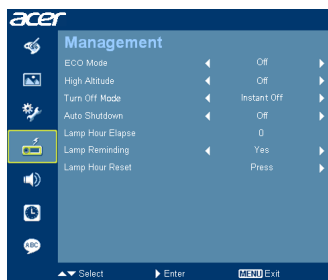 acer
Management
ECO Mode Off
High Altitude Off
Turn Off Mode Instant Off
Auto Shutdown Off
Lamp Hour Elapse 0
Lamp Reminding Yes
Lamp Hour Reset Press
ABC
Select Enter MENU Exit